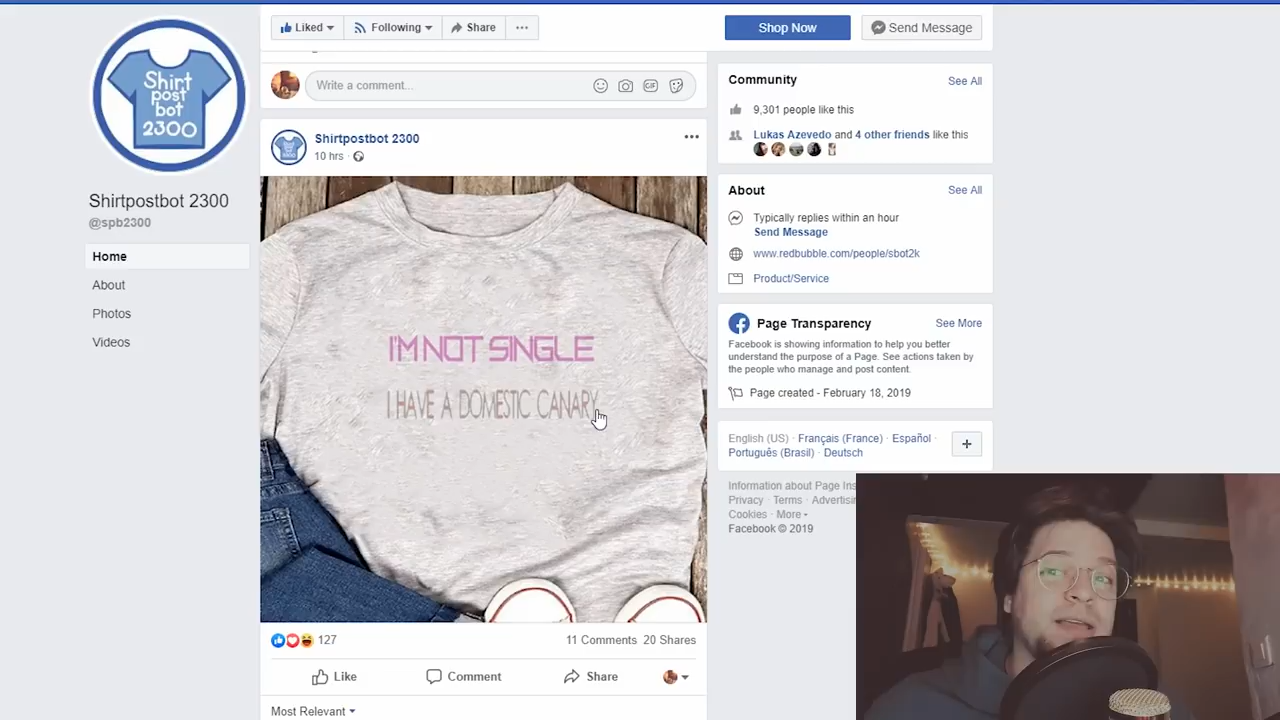 Liked
Following
Share
Shop Now
Send Message
Shirt
post
bot
2300
Shirtpostbot 2300
@spb2300
Home
About
Photos
Videos
Write a comment...
GIF
Shirtpostbot 2300
10 hrs ·
I'M NOT SINGLE
I HAVE A DOMESTIC CANARY
127
11 Comments 20 Shares
Like
Comment
Share
Most Relevant
Community
See All
9,301 people like this
Lukas Azevedo and 4 other friends like this
About
See All
Typically replies within an hour
Send Message
www.redbubble.com/people/sbot2k
Product/Service
Page Transparency
See More
Facebook is showing information to help you better
understand the purpose of a Page. See actions taken by
the people who manage and post content.
Page created - February 18, 2019
English (US) · Français (France) · Español ·
Português (Brasil) · Deutsch
Information about Page Ins
Privacy · Terms · Advertisi
Cookies · More
Facebook © 2019